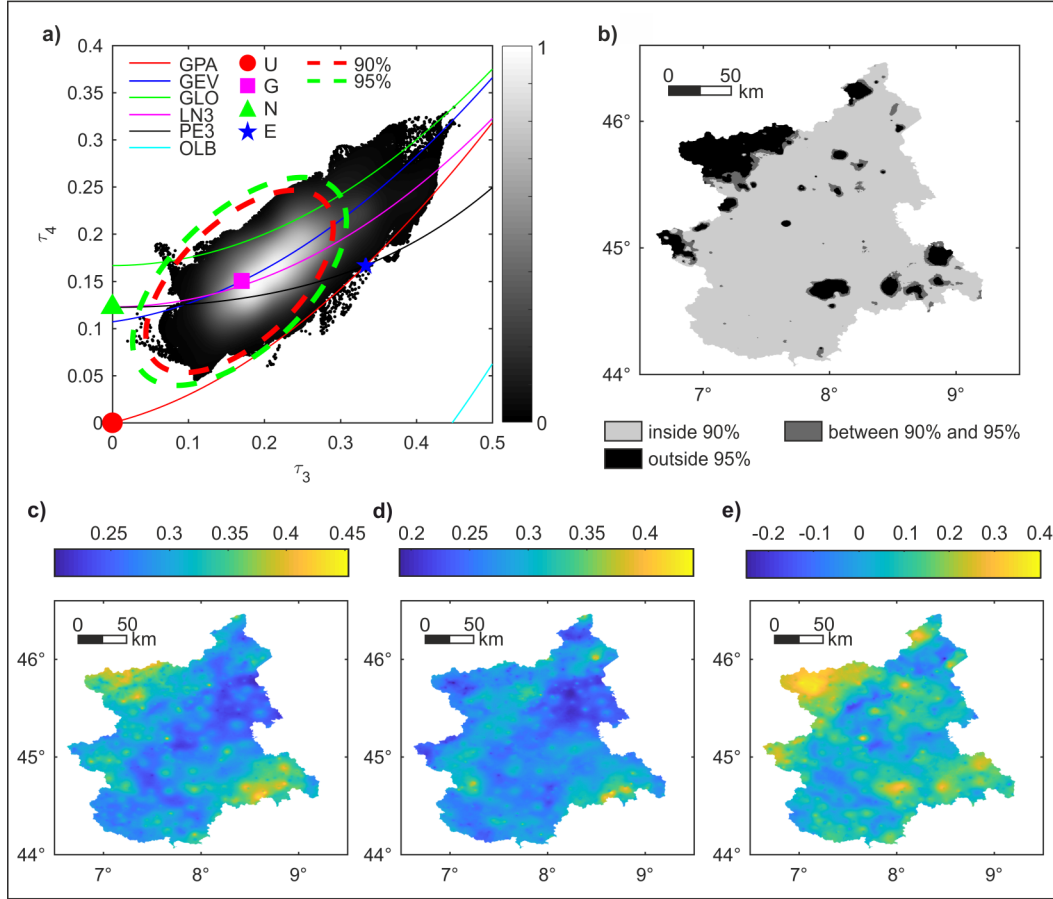 a)
0.4
0.35
0.3
0.25
0.2
0.15
0.1
0.05
0
τ4
0 0.1 0.2 0.3 0.4 0.5
τ3
GPA
GEV
GLO
LN3
PE3
OLB
U
G
N
E
90%
95%
1
0
b)
0 50
km
46°
45°
44°
7° 8° 9°
inside 90%
between 90% and 95%
outside 95%
c)
0.25 0.3 0.35 0.4 0.45
0 50
km
46°
45°
44°
7° 8° 9°
d)
0.2 0.25 0.3 0.35 0.4
0 50
km
46°
45°
44°
7° 8° 9°
e)
-0.2 -0.1 0 0.1 0.2 0.3 0.4
0 50
km
46°
45°
44°
7° 8° 9°